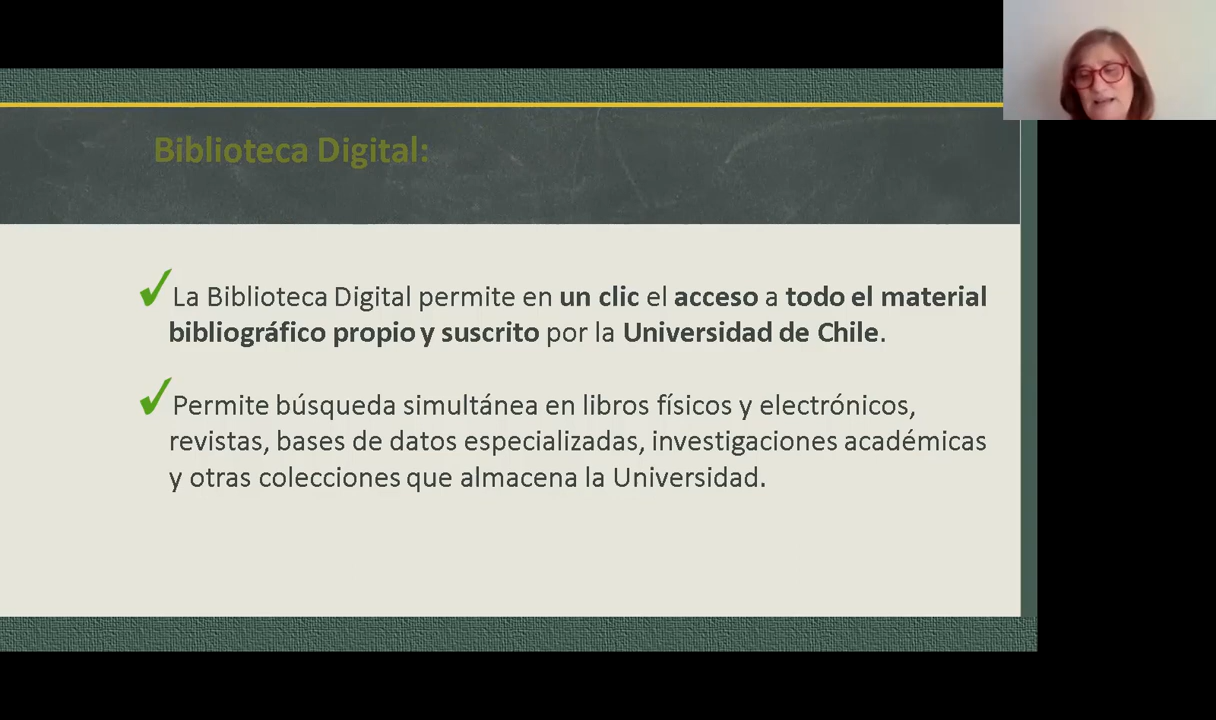 Biblioteca Digital:
La Biblioteca Digital permite en un clic el acceso a todo el material
bibliográfico propio y suscrito por la Universidad de Chile.
Permite búsqueda simultánea en libros físicos y electrónicos,
revistas, bases de datos especializadas, investigaciones académicas
y otras colecciones que almacena la Universidad.